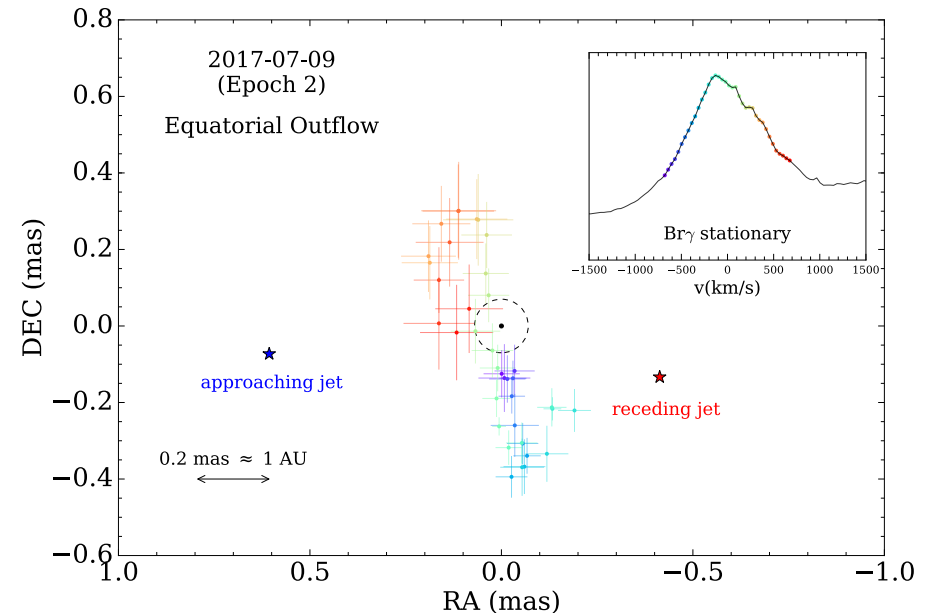 2017-07-09
(Epoch 2)
Equatorial Outflow
Brγ stationary
−1500 −1000 −500 0 500 1000 1500
v(km/s)
approaching jet
receding jet
0.2 mas ≈ 1 AU
0.8
0.6
0.4
0.2
0.0
−0.2
−0.4
−0.6
DEC (mas)
1.0 0.5 0.0 −0.5 −1.0
RA (mas)